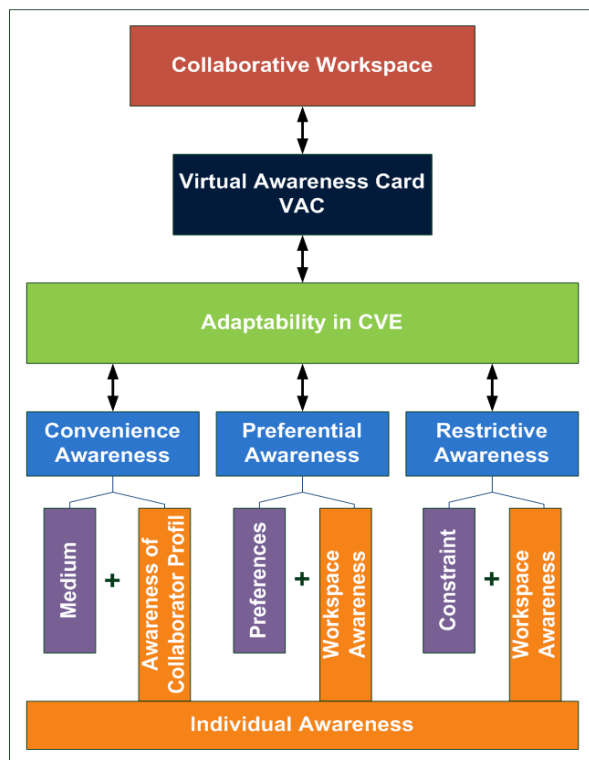 Collaborative Workspace
Virtual Awareness Card
VAC
Adaptability in CVE
Convenience
Awareness
Preferential
Awareness
Restrictive
Awareness
Medium
+
Awareness of
Collaborator Profil
Preferences
+
Workspace
Awareness
Constraint
+
Workspace
Awareness
Individual Awareness